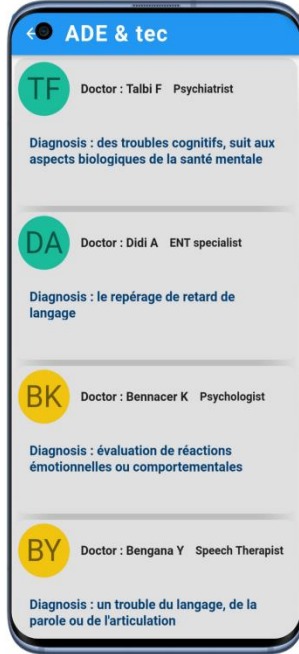 ADE & tec
TF
Doctor : Talbi F Psychiatrist
Diagnosis : des troubles cognitifs, suit aux
aspects biologiques de la santé mentale
DA
Doctor : Didi A ENT specialist
Diagnosis : le repérage de retard de
langage
BK
Doctor : Bennacer K Psychologist
Diagnosis : évaluation de réactions
émotionnelles ou comportementales
BY
Doctor : Bengana Y Speech Therapist
Diagnosis : un trouble du langage, de la
parole ou de l'articulation